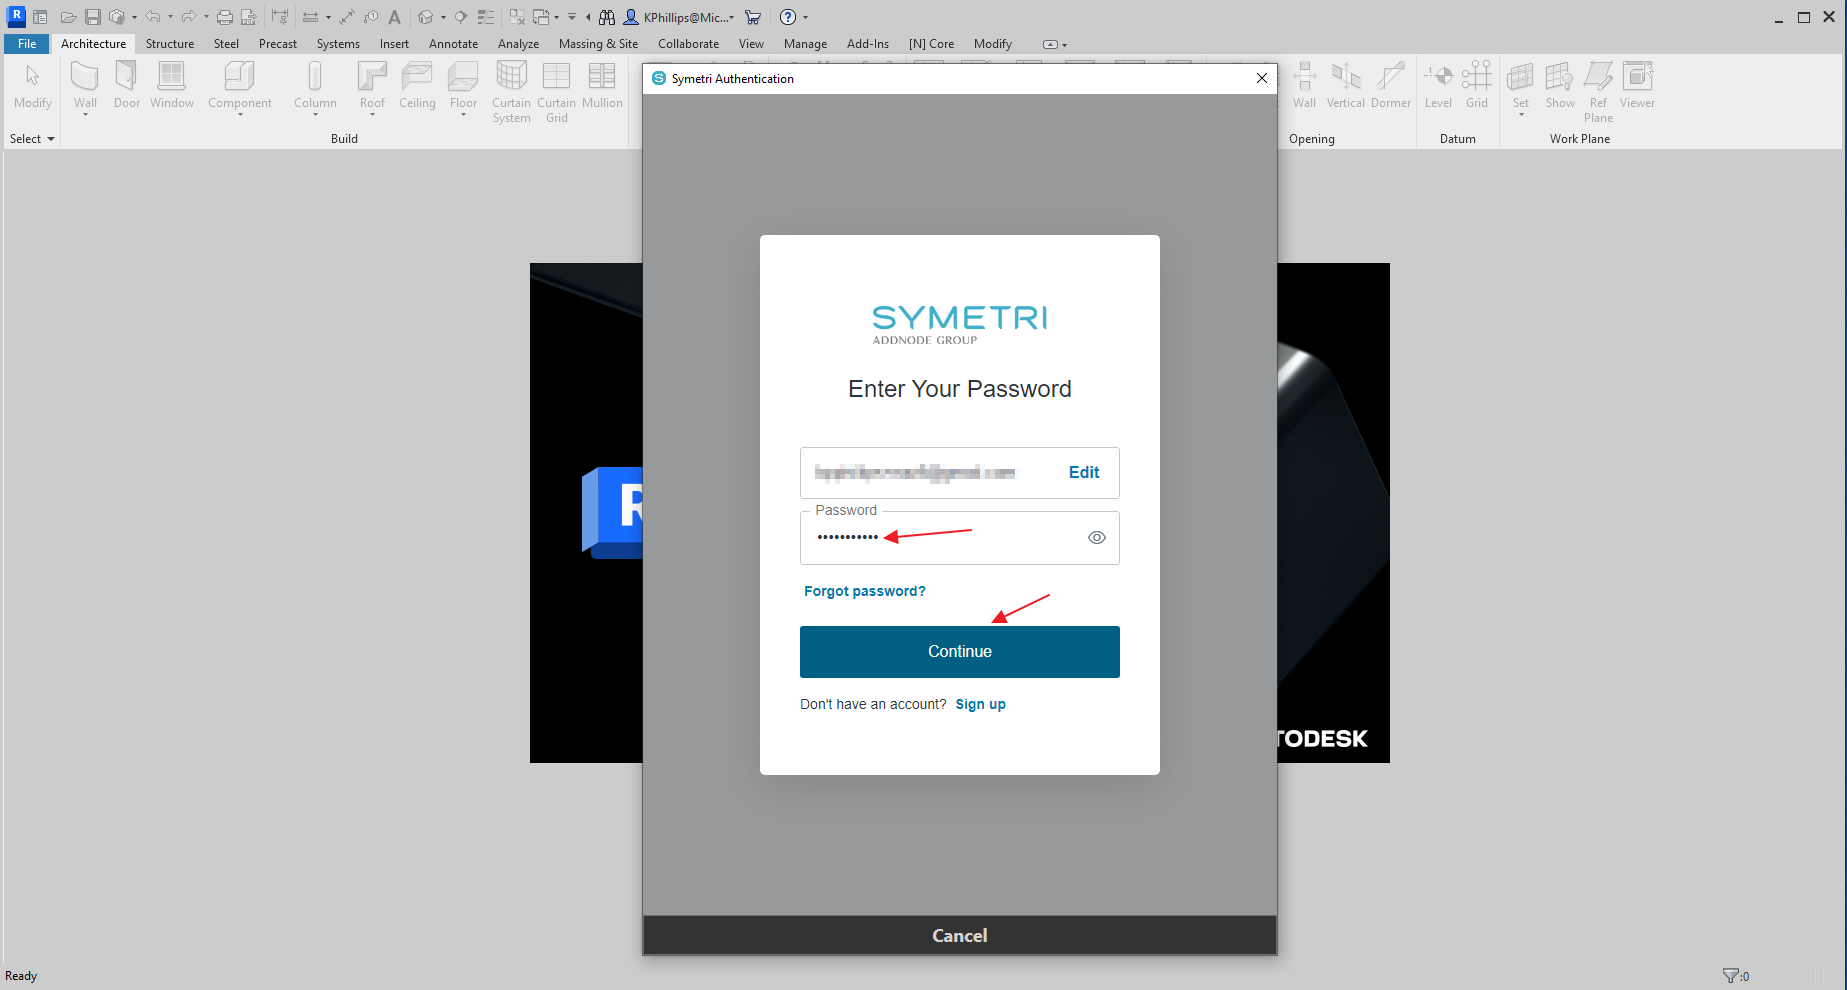 KPhillips@Mic...
File Architecture Structure Steel Precast Systems Insert Annotate Analyze Massing & Site Collaborate View Manage Add-Ins [N] Core Modify
Symetri Authentication
Modify Wall Door Window Component Column Roof Ceiling Floor Curtain System Curtain Grid Mullion
Wall Vertical Dormer Level Grid Set Show Ref Plane Viewer
Select Build Opening Datum Work Plane
SYMETRI
ADDNODE GROUP
Enter Your Password
Edit
Password
Forgot password?
Continue
Don't have an account? Sign up
R
TODESK
Cancel
Ready
:0